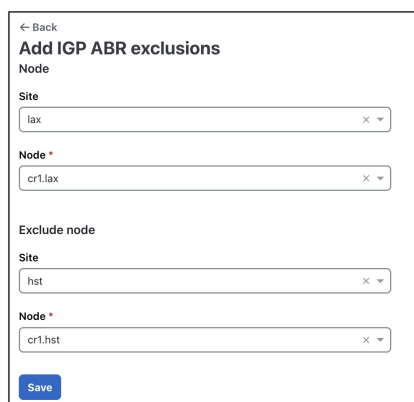 ← Back
Add IGP ABR exclusions
Node
Site
lax
Node *
cr1.lax
Exclude node
Site
hst
Node *
cr1.hst
Save